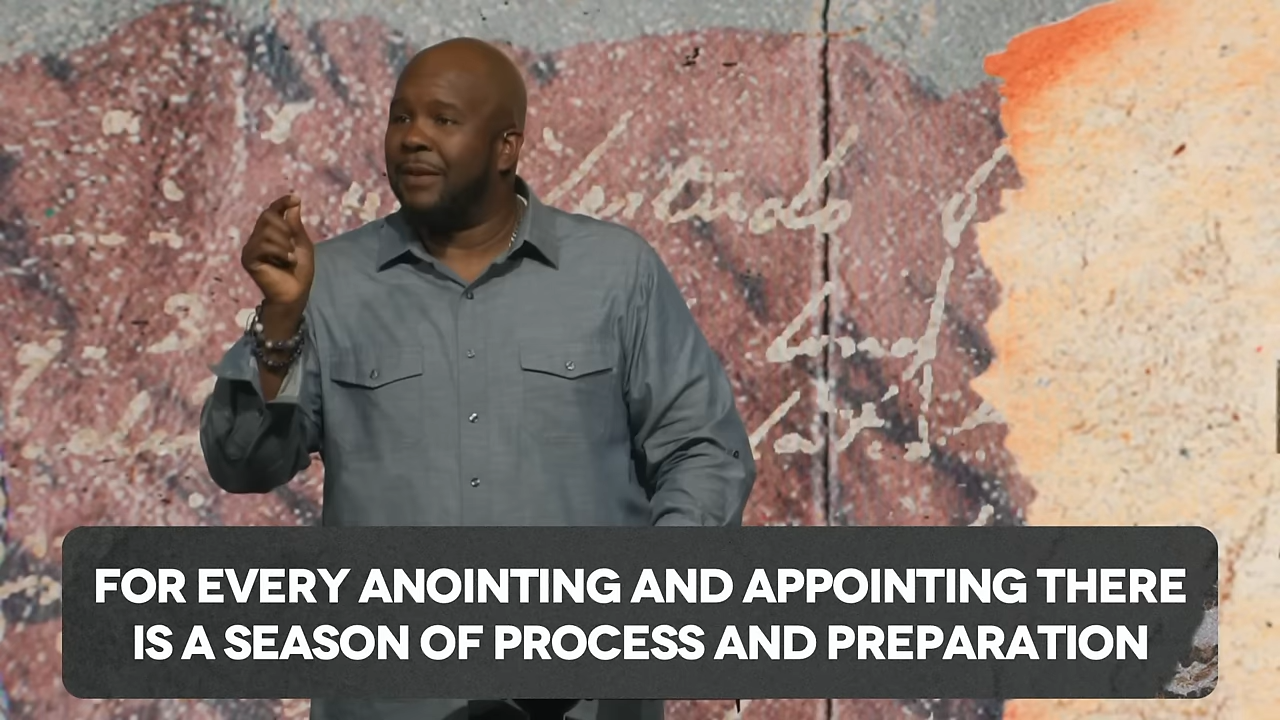 FOR EVERY ANOINTING AND APPOINTING THERE
IS A SEASON OF PROCESS AND PREPARATION